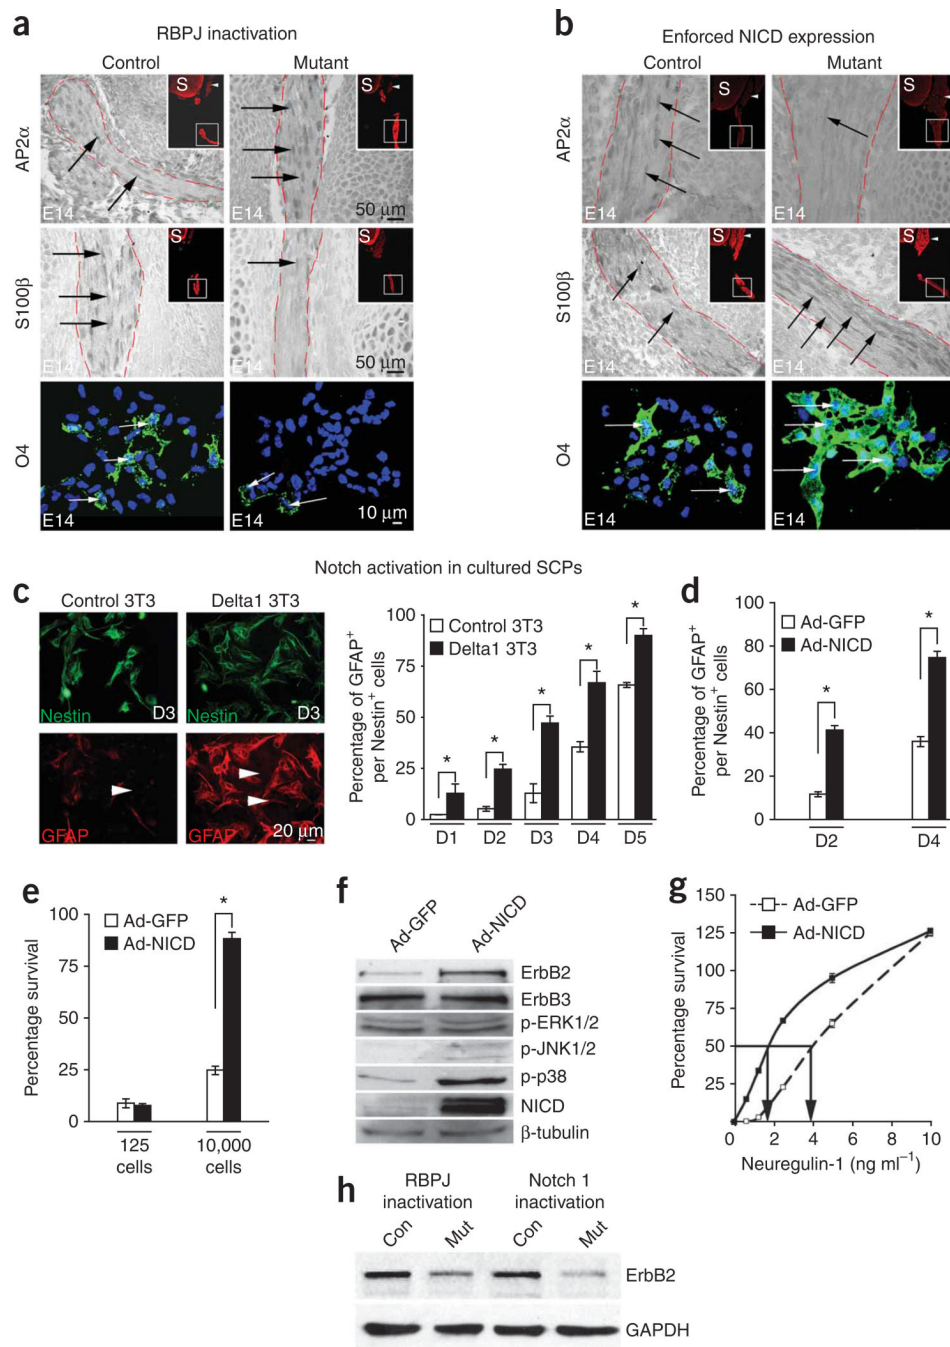 a
RBPJ inactivation
Control
Mutant
AP2α
S
S
E14
E14
50 µm
S100β
S
S
E14
E14
50 µm
O4
E14
E14
10 µm
b
Enforced NICD expression
Control
Mutant
AP2α
S
S
E14
E14
S100β
S
S
E14
E14
O4
E14
E14
Notch activation in cultured SCPs
c
Control 3T3
Delta1 3T3
Nestin
D3
Nestin
D3
GFAP
GFAP
20 µm
Percentage of GFAP⁺
per Nestin⁺ cells
100
75
50
25
0
Control 3T3
Delta1 3T3
*
*
*
*
*
D1
D2
D3
D4
D5
d
Percentage of GFAP⁺
per Nestin⁺ cells
100
80
60
40
20
0
Ad-GFP
Ad-NICD
*
*
D2
D4
e
Percentage survival
100
75
50
25
0
Ad-GFP
Ad-NICD
*
125
cells
10,000
cells
f
Ad-GFP
Ad-NICD
ErbB2
ErbB3
p-ERK1/2
p-JNK1/2
p-p38
NICD
β-tubulin
g
Percentage survival
150
125
100
75
50
25
Ad-GFP
Ad-NICD
0
2
4
6
8
10
Neuregulin-1 (ng ml⁻¹)
h
RBPJ
inactivation
Notch 1
inactivation
Con
Mut
Con
Mut
ErbB2
GAPDH